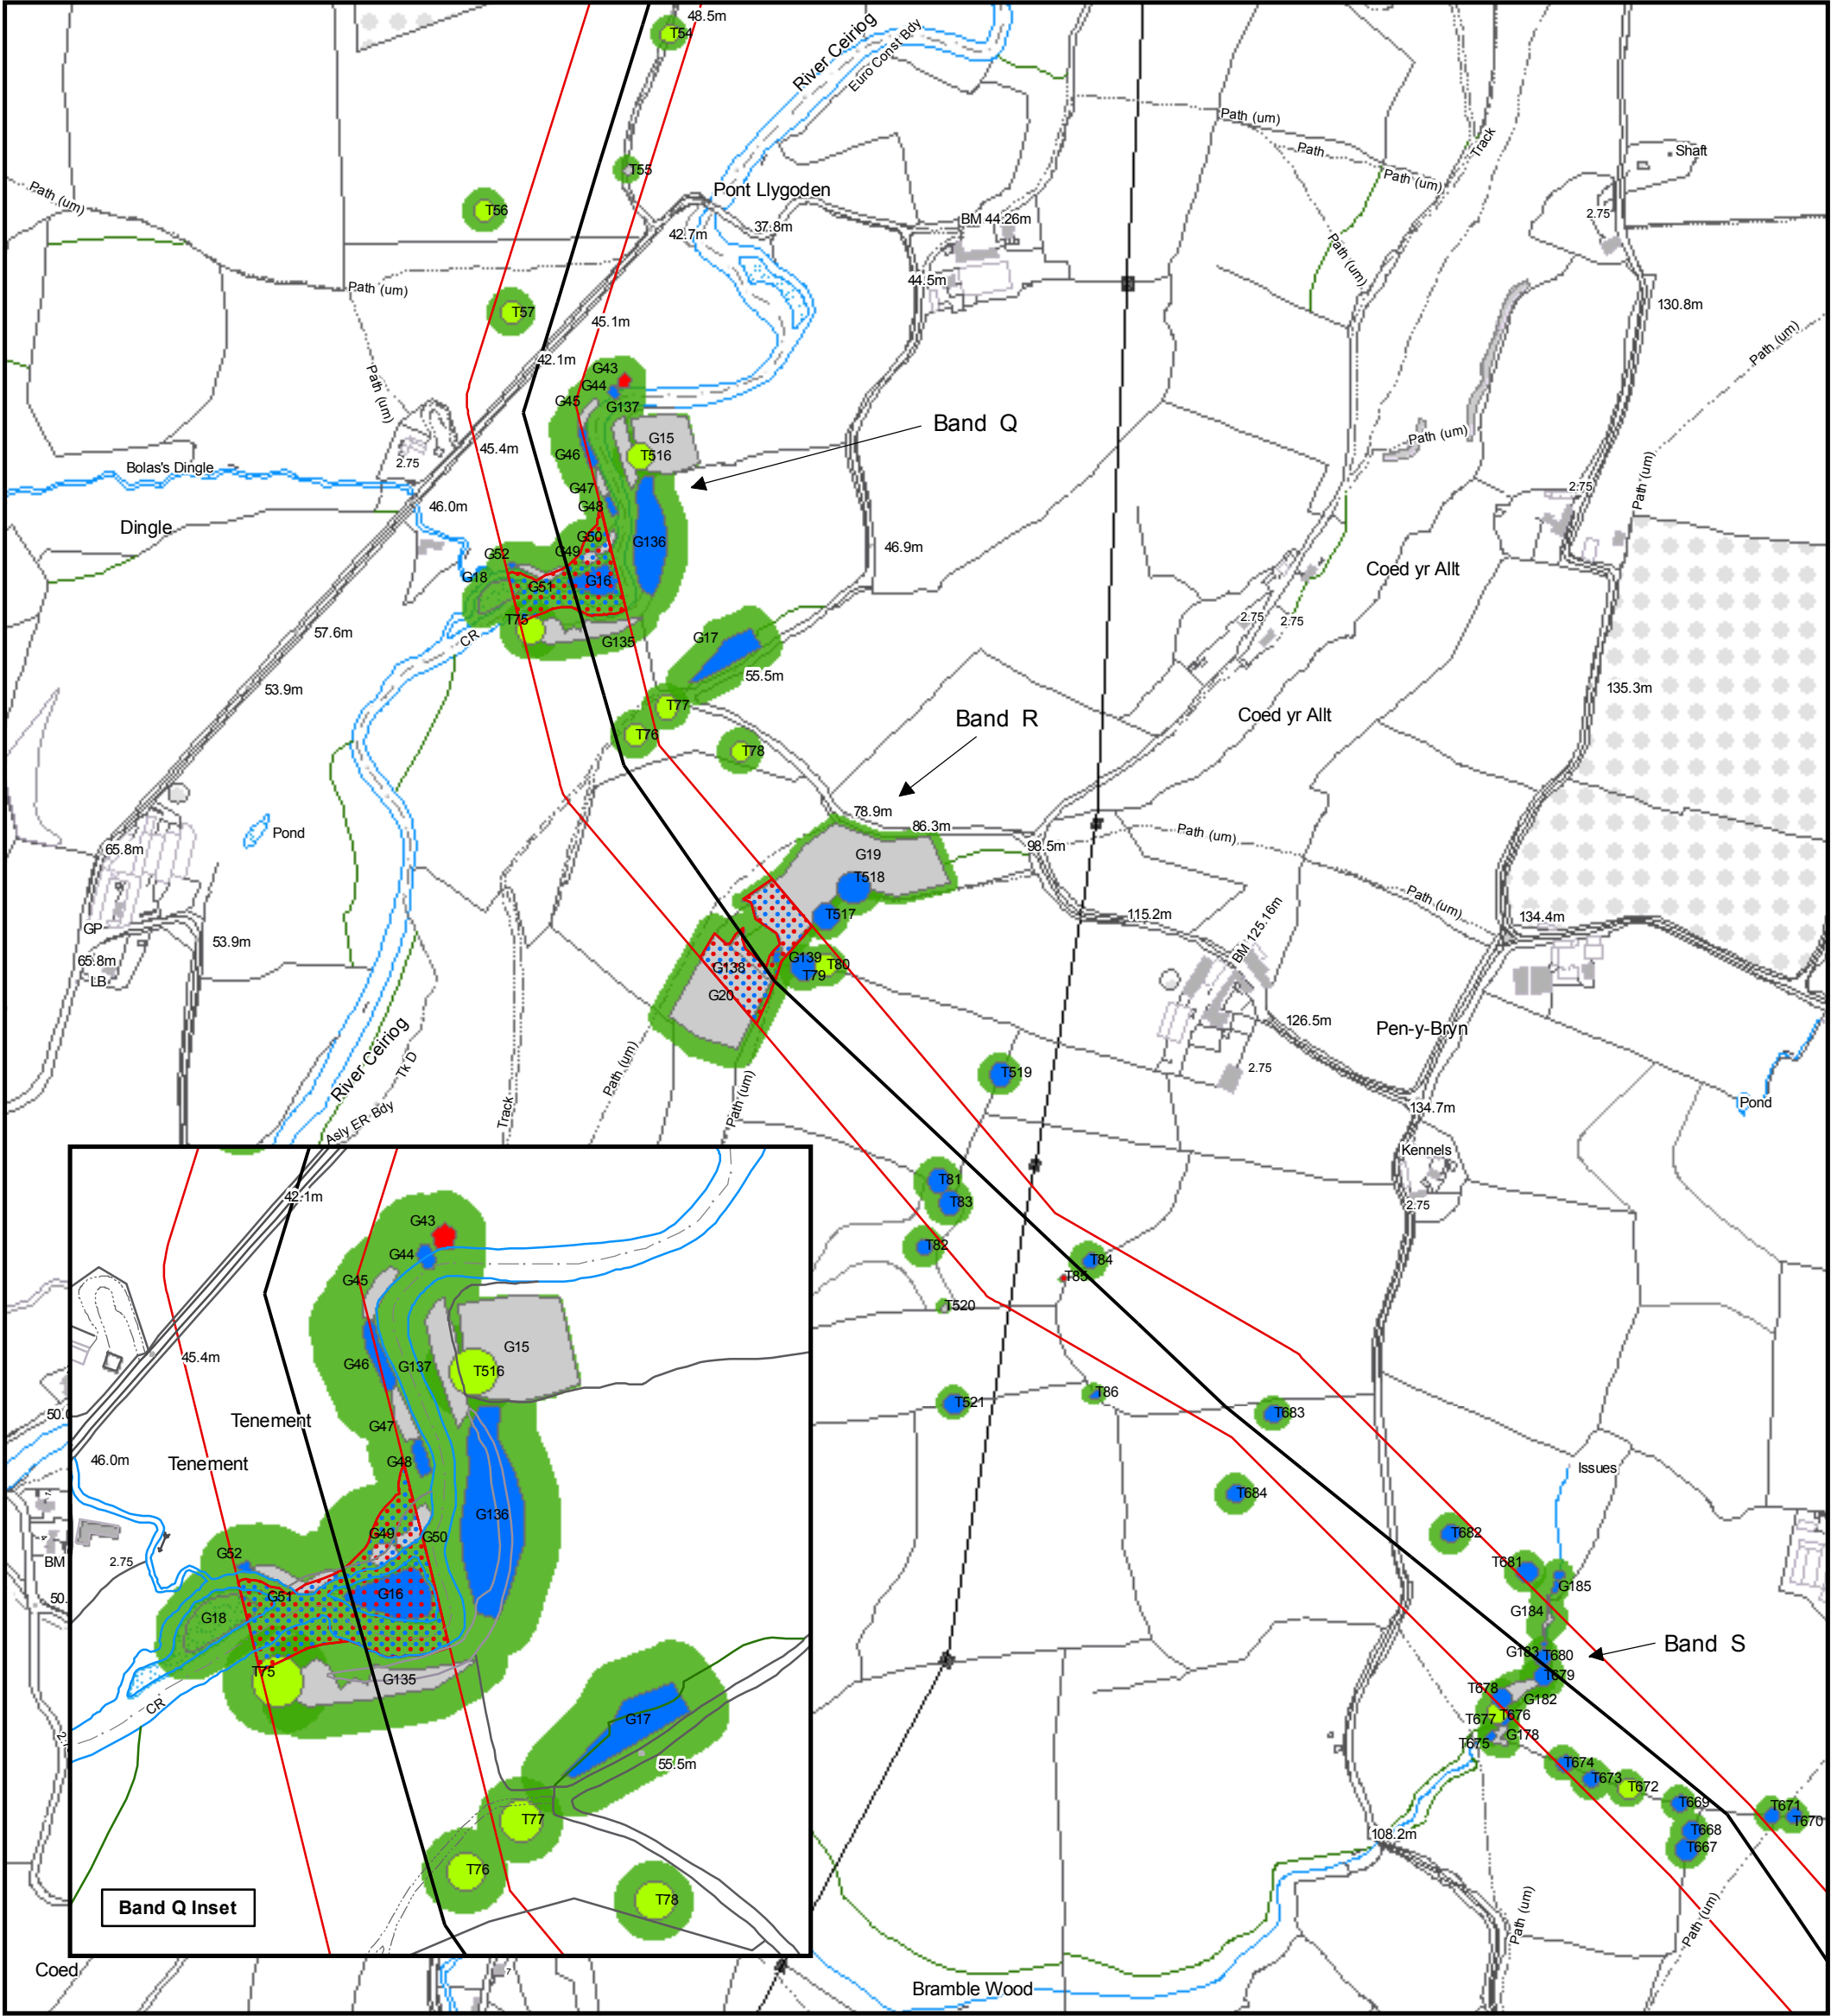 48.5m
T54
River Ceiriog
Euro Const Bdy
Path (um)
Path
Path (um)
Track
Shaft
T55
Path (um)
T56
Pont Llygoden
BM 44.26m
2.75
37.8m
42.7m
Path (um)
Path (um)
44.5m
130.8m
T57
45.1m
Path (um)
42.1m
G43
G44
Path (um)
G45
G137
Band Q
G15
Path (um)
45.4m
G46
T516
2.75
Bolas's Dingle
Path (um)
2.75
G47
46.0m
G48
Dingle
G50
G136
46.9m
G49
G52
Coed yr Allt
G18
G51
G16
T75
2.75
2.75
57.6m
CR
G135
G17
55.5m
53.9m
135.3m
T77
Band R
Coed yr Allt
T76
T78
78.9m
86.3m
Pond
Path (um)
65.8m
98.5m
G19
T518
Path (um)
T517
115.2m
134.4m
GP
53.9m
BM 125.16m
G139
T80
65.8m
G138
T79
LB
G20
126.5m
Pen-y-Bryn
River Ceiriog
Tk D
Path (um)
T519
2.75
Path (um)
Track
Asly ER Bdy
134.7m
Pond
Kennels
T81
T83
2.75
T82
T84
T85
T520
T86
T521
T683
Issues
T684
T682
T681
G185
G184
Band S
G183
T680
T679
T678
G182
T677
T676
G178
T675
T674
T673
T672
T669
T671
T670
T668
T667
108.2m
Path (um)
Path (um)
42.1m
G43
G44
G45
45.4m
G46
G137
G15
T516
50.0
Tenement
G47
Tenement
46.0m
G48
G136
G49
G50
BM
2.75
G52
50.
G51
G16
G18
T75
G135
CR
G17
55.5m
T77
T76
T78
Band Q Inset
Coed
7
Bramble Wood